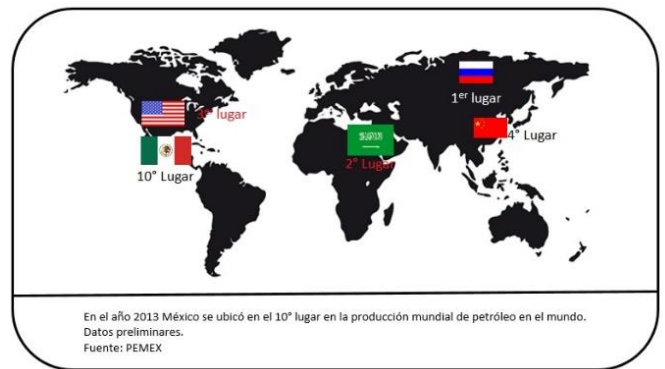 1er lugar
3er lugar
4° Lugar
2° Lugar
10° Lugar
En el año 2013 México se ubicó en el 10° lugar en la producción mundial de petróleo en el mundo.
Datos preliminares.
Fuente: PEMEX